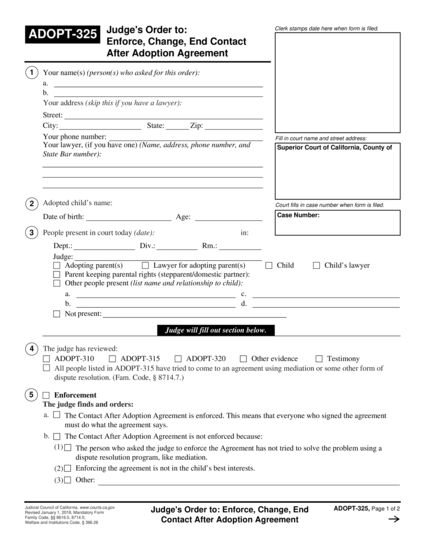 ADOPT-325
Judge's Order to:
Enforce, Change, End Contact
After Adoption Agreement
Clerk stamps date here when form is filed.
1 Your name(s) (person(s) who asked for this order):
a.
b.
Your address (skip this if you have a lawyer):
Street:
City: State: Zip:
Your phone number:
Your lawyer, (if you have one) (Name, address, phone number, and
State Bar number):
Fill in court name and street address:
Superior Court of California, County of
2 Adopted child's name:
Date of birth: Age:
Court fills in case number when form is filed.
Case Number:
3 People present in court today (date): in:
Dept.: Div.: Rm.:
Judge:
Adopting parent(s) Lawyer for adopting parent(s) Child Child's lawyer
Parent keeping parental rights (stepparent/domestic partner):
Other people present (list name and relationship to child):
a. c.
b. d.
Not present:
Judge will fill out section below.
4 The judge has reviewed:
ADOPT-310 ADOPT-315 ADOPT-320 Other evidence Testimony
All people listed in ADOPT-315 have tried to come to an agreement using mediation or some other form of
dispute resolution. (Fam. Code, § 8714.7.)
5 Enforcement
The judge finds and orders:
a. The Contact After Adoption Agreement is enforced. This means that everyone who signed the agreement
must do what the agreement says.
b. The Contact After Adoption Agreement is not enforced because:
(1) The person who asked the judge to enforce the Agreement has not tried to solve the problem using a
dispute resolution program, like mediation.
(2) Enforcing the agreement is not in the child's best interests.
(3) Other:
Judicial Council of California, www.courts.ca.gov
Revised January 1, 2018, Mandatory Form
Family Code, §§ 8616.5, 8714.5
Welfare and Institutions Code, § 366.26
Judge's Order to: Enforce, Change, End
Contact After Adoption Agreement
ADOPT-325, Page 1 of 2